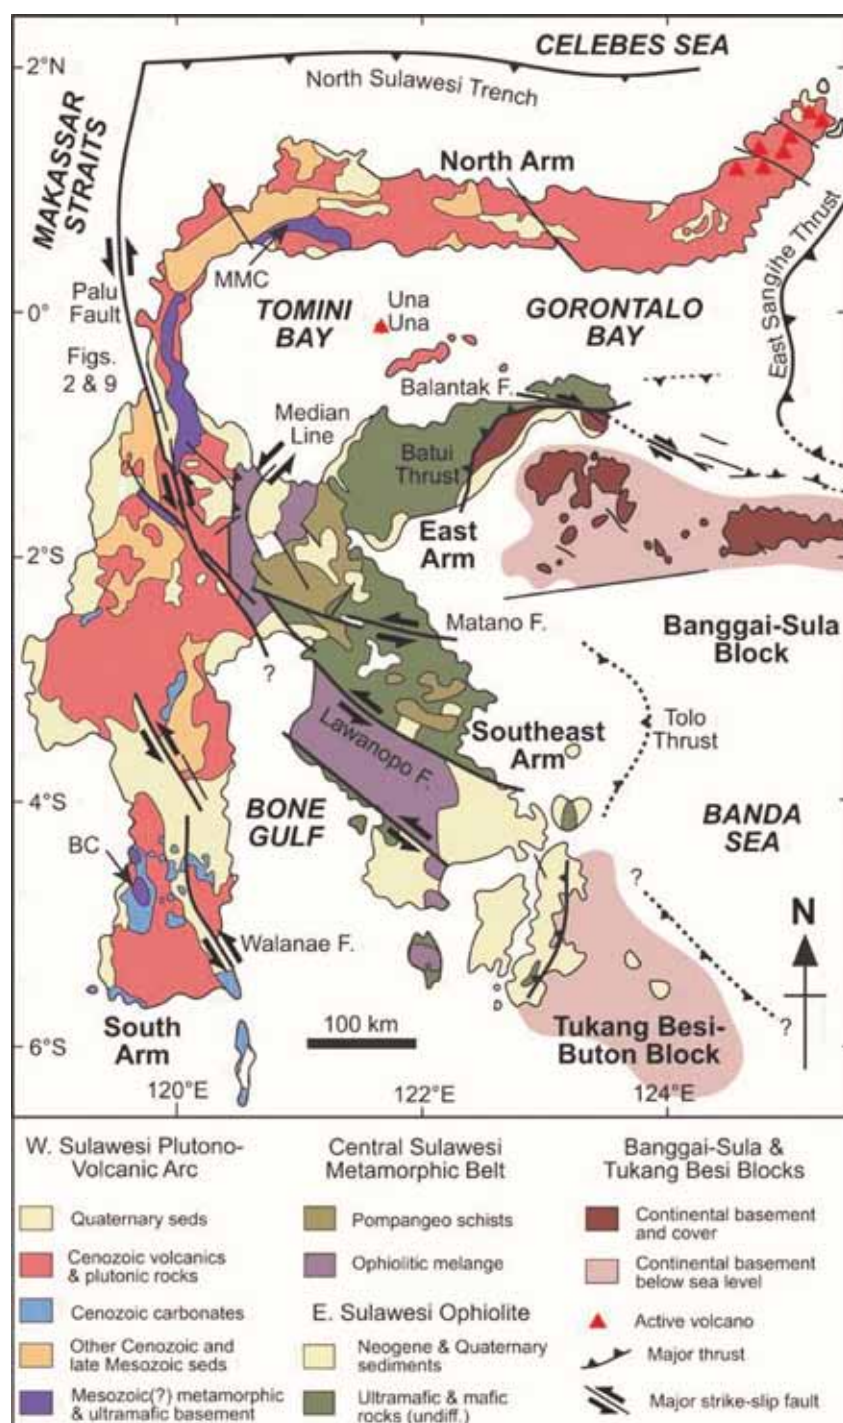 CELEBES SEA
2°N
North Sulawesi Trench
MAKASSAR
STRAITS
North Arm
East Sangihe Thrust
MMC
Palu
Fault
0°
TOMINI
BAY
Una
Una
GORONTALO
BAY
Figs.
2 & 9
Balantak F.
Median
Line
Batui
Thrust
East
Arm
2°S
Matano F.
Banggai-Sula
Block
?
Tolo
Thrust
Lawanopo F.
Southeast
Arm
4°S
BONE
GULF
BANDA
SEA
BC
?
N
Walanae F.
South
Arm
100 km
Tukang Besi-
Buton Block
?
6°S
120°E
122°E
124°E
W. Sulawesi Plutono-
Volcanic Arc
Quaternary seds
Cenozoic volcanics
& plutonic rocks
Cenozoic carbonates
Other Cenozoic and
late Mesozoic seds
Mesozoic(?) metamorphic
& ultramafic basement
Central Sulawesi
Metamorphic Belt
Pompangeo schists
Ophiolitic melange
E. Sulawesi Ophiolite
Neogene & Quaternary
sediments
Ultramafic & mafic
rocks (undiff.)
Banggai-Sula &
Tukang Besi Blocks
Continental basement
and cover
Continental basement
below sea level
Active volcano
Major thrust
Major strike-slip fault